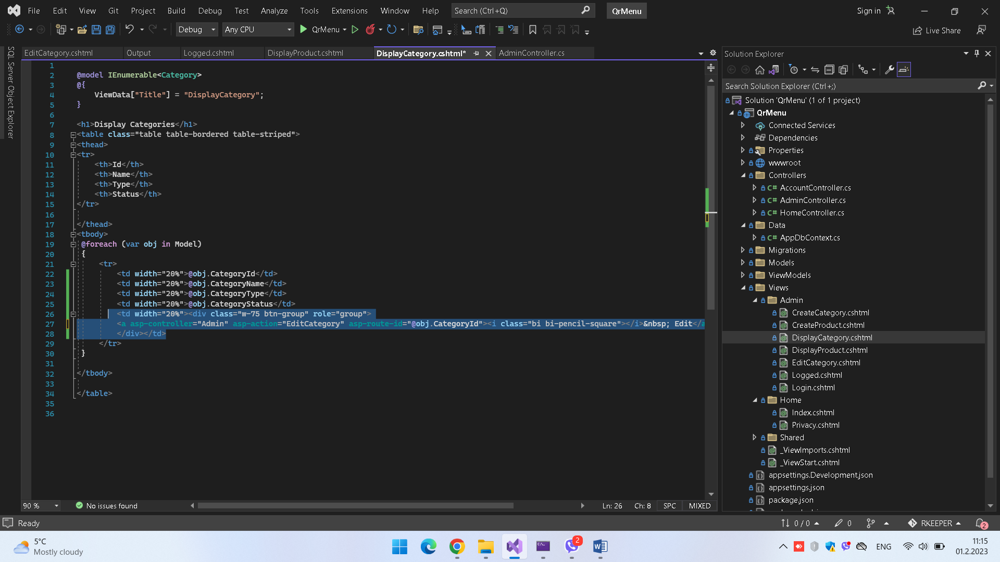 File Edit View Git Project Build Debug Test Analyze Tools Extensions Window Help Search (Ctrl+Q) QrMenu Sign in
Debug Any CPU QrMenu Live Share
SQL Server Object Explorer
EditCategory.cshtml Output Logged.cshtml DisplayProduct.cshtml DisplayCategory.cshtml* AdminController.cs
1
2 @model IEnumerable<Category>
3 @{
4 ViewData["Title"] = "DisplayCategory";
5 }
6
7 <h1>Display Categories</h1>
8 <table class="table table-bordered table-striped">
9 <thead>
10 <tr>
11 <th>Id</th>
12 <th>Name</th>
13 <th>Type</th>
14 <th>Status</th>
15 </tr>
16
17 </thead>
18 <tbody>
19 @foreach (var obj in Model)
20 {
21 <tr>
22 <td width="20%">@obj.CategoryId</td>
23 <td width="20%">@obj.CategoryName</td>
24 <td width="20%">@obj.CategoryType</td>
25 <td width="20%">@obj.CategoryStatus</td>
26 <td width="20%"><div class="w-75 btn-group" role="group">
27 <a asp-controller="Admin" asp-action="EditCategory" asp-route-id="@obj.CategoryId"><i class="bi bi-pencil-square"></i>&nbsp; Edit</a
28 </div></td>
29 </tr>
30 }
31
32 </tbody>
33
34 </table>
35
36
90 % No issues found Ln: 26 Ch: 8 SPC MIXED
Solution Explorer
Search Solution Explorer (Ctrl+;)
Solution 'QrMenu' (1 of 1 project)
QrMenu
Connected Services
Dependencies
Properties
wwwroot
Controllers
C# AccountController.cs
C# AdminController.cs
C# HomeController.cs
Data
C# AppDbContext.cs
Migrations
Models
ViewModels
Views
Admin
CreateCategory.cshtml
CreateProduct.cshtml
DisplayCategory.cshtml
DisplayProduct.cshtml
EditCategory.cshtml
Logged.cshtml
Login.cshtml
Home
Index.cshtml
Privacy.cshtml
Shared
_ViewImports.cshtml
_ViewStart.cshtml
appsettings.Development.json
appsettings.json
package.json
Ready 0 / 0 0 RKEEPER 2
5°C
Mostly cloudy
2
ENG
11:15
01.2.2023